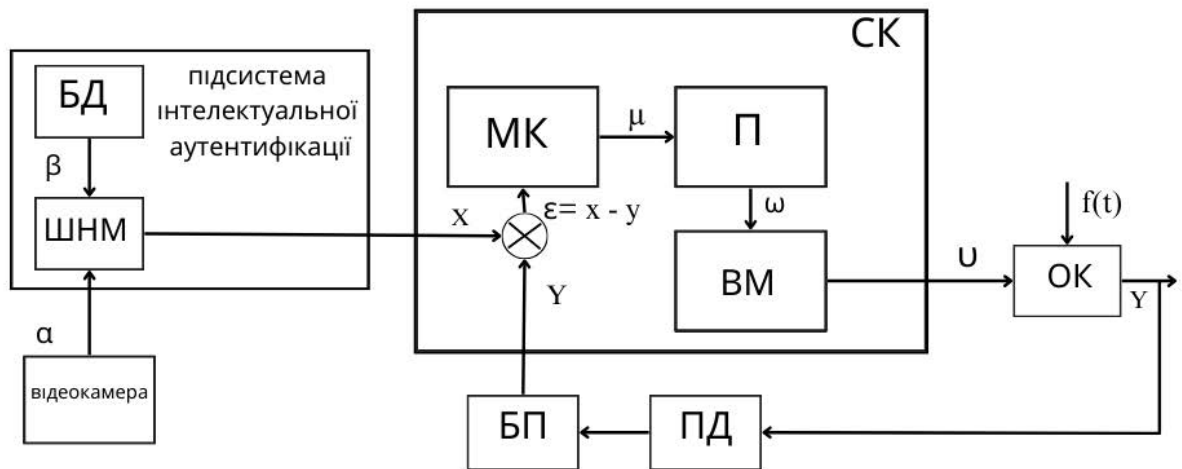 СК
БД
підсистема
інтелектуальної
аутентифікації
β
ШНМ
α
відеокамера
МК
μ
П
ω
ВМ
X
ε= x - y
Y
υ
f(t)
ОК
Y
БП
ПД